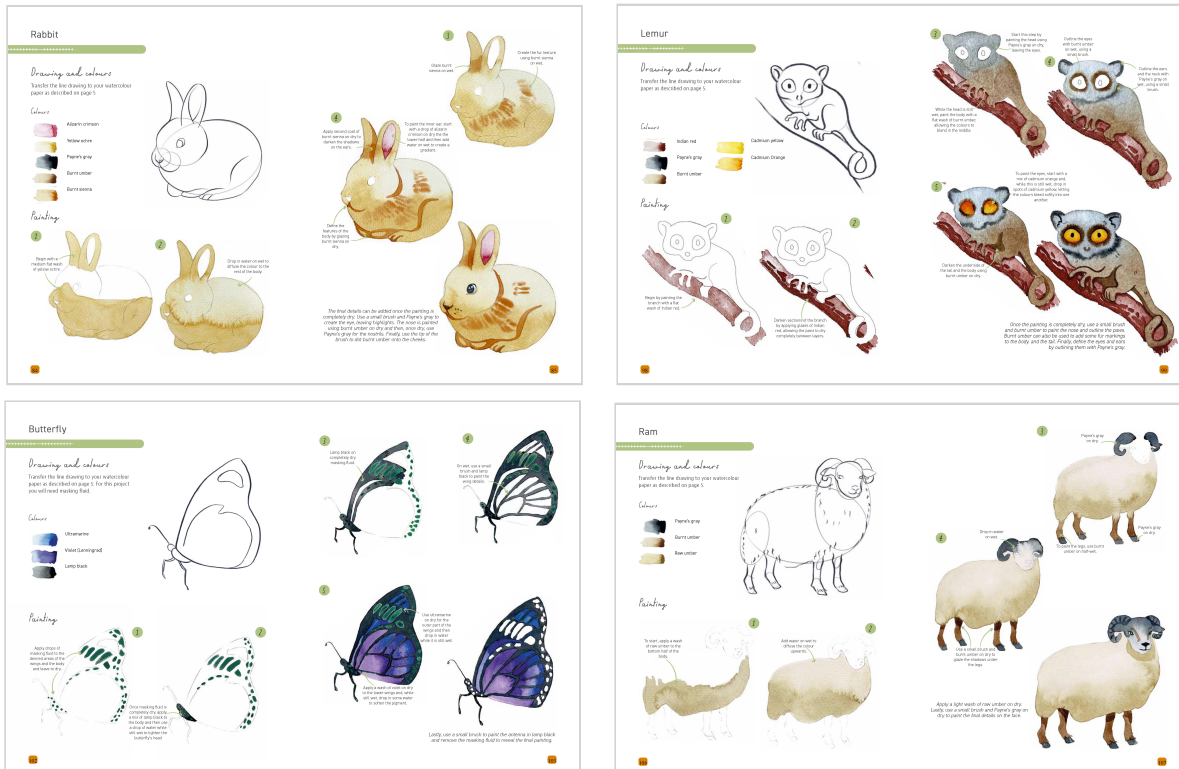 Rabbit
Drawing and colours
Transfer the line drawing to your watercolour
paper as described on page 5.
Colours
Alizarin crimson
Yellow ochre
Payne's gray
Burnt umber
Burnt sienna
Painting
1
Begin with a
medium flat wash
of yellow ochre.
2
Drop in water on wet to
diffuse the colour to the
rest of the body.
3
Glaze burnt
sienna on wet.
Create the fur texture
using burnt sienna
on wet.
4
Apply second coat of
burnt sienna on dry to
darken the shadows
on the ears.
To paint the inner ear, start
with a drop of alizarin
crimson on dry the the
lower half and then add
water on wet to create a
gradient.
Define the
features of the
body by glazing
burnt sienna on
dry.
The final details can be added once the painting is
completely dry. Use a small brush and Payne's gray to
create the eye, leaving highlights. The nose is painted
using burnt umber on dry and then, once dry, use
Payne's gray for the nostrils. Finally, use the tip of the
brush to dot burnt umber onto the cheeks.
Lemur
Drawing and colours
Transfer the line drawing to your watercolour
paper as described on page 5.
Colours
Indian red
Payne's gray
Burnt umber
Cadmium yellow
Cadmium Orange
Painting
1
Begin by painting the
branch with a flat
wash of Indian red.
2
Darken sections of the branch
by applying glazes of Indian
red, allowing the paint to dry
completely between layers.
3
Start this step by
painting the head using
Payne's gray on dry,
leaving the eyes.
While the head is still
wet, paint the body with a
flat wash of burnt umber,
allowing the colours to
blend in the middle.
4
Outline the eyes
with burnt umber
on wet, using a
small brush.
Outline the ears
and the neck with
Payne's gray on
wet, using a small
brush.
5
To paint the eyes, start with a
mix of cadmium orange and,
while this is still wet, drop in
spots of cadmium yellow, letting
the colours bleed softly into one
another.
Darken the underside of
the tail and the body using
burnt umber on dry.
Once the painting is completely dry, use a small brush
and burnt umber to paint the nose and outline the paws.
Burnt umber can also be used to add some fur markings
to the body, and the tail. Finally, define the eyes and ears
by outlining them with Payne's gray.
98
99
Butterfly
Drawing and colours
Transfer the line drawing to your watercolour
paper as described on page 5. For this project
you will need masking fluid.
Colours
Ultramarine
Violet (Lenningrad)
Lamp black
Painting
1
Apply drops of
masking fluid to the
desired areas of the
wings and the body
and leave to dry.
2
Once masking fluid is
completely dry, apply
a mix of lamp black to
the body and then use
a drop of water while
still wet to lighten the
butterfly's head.
3
Lamp black on
completely dry
masking fluid.
4
On wet, use a small
brush and lamp
black to paint the
wing details.
5
Use ultramarine
on dry for the
outer part of the
wings and then
drop in water
while it is still wet.
Apply a wash of violet on dry
to the lower wings and, while
still wet, drop in some water
to soften the pigment.
Lastly, use a small brush to paint the antenna in lamp black
and remove the masking fluid to reveal the final painting.
102
103
Ram
Drawing and colours
Transfer the line drawing to your watercolour
paper as described on page 5.
Colours
Payne's gray
Burnt umber
Raw umber
Painting
To start, apply a wash
of raw umber to the
bottom half of the
body.
Add water on wet to
diffuse the colour
upwards.
3
Payne's gray
on dry.
Payne's gray
on dry.
To paint the legs, use burnt
umber on half-wet.
4
Drop in water
on wet.
Use a small brush and
burnt umber on dry to
glaze the shadows under
the legs.
Apply a light wash of raw umber on dry.
Lastly, use a small brush and Payne's gray on
dry to paint the final details on the face.
107